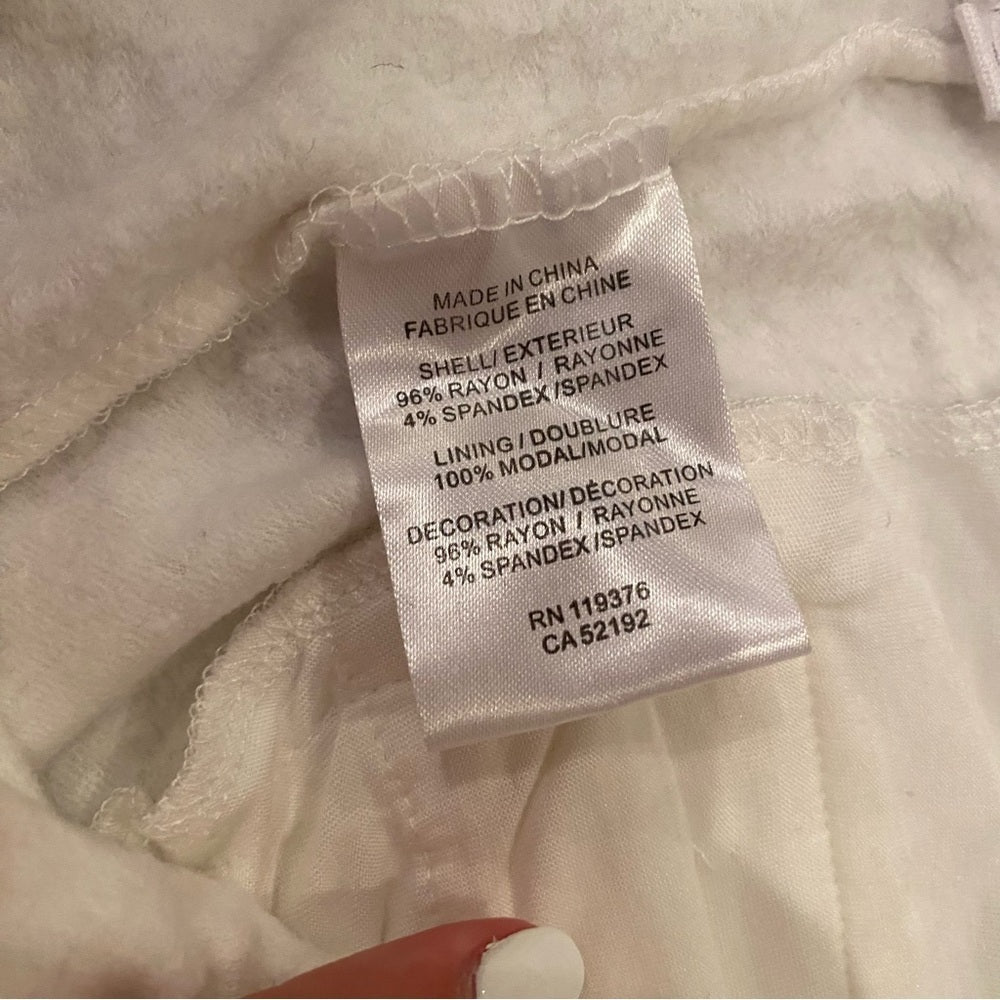 MADE IN CHINA
FABRIQUE EN CHINE
SHELL/ EXTERIEUR
96% RAYON / RAYONNE
4% SPANDEX /SPANDEX
LINING / DOUBLURE
100% MODAL/MODAL
DECORATION/ DÉCORATION
96% RAYON / RAYONNE
4% SPANDEX /SPANDEX
RN 119376
CA 52192